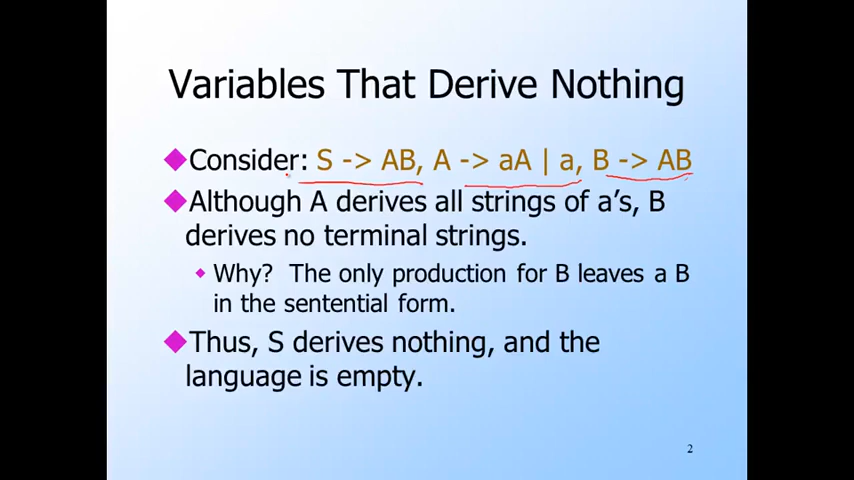 Variables That Derive Nothing
Consider: S -> AB, A -> aA | a, B -> AB
Although A derives all strings of a's, B
derives no terminal strings.
Why? The only production for B leaves a B
in the sentential form.
Thus, S derives nothing, and the
language is empty.
2